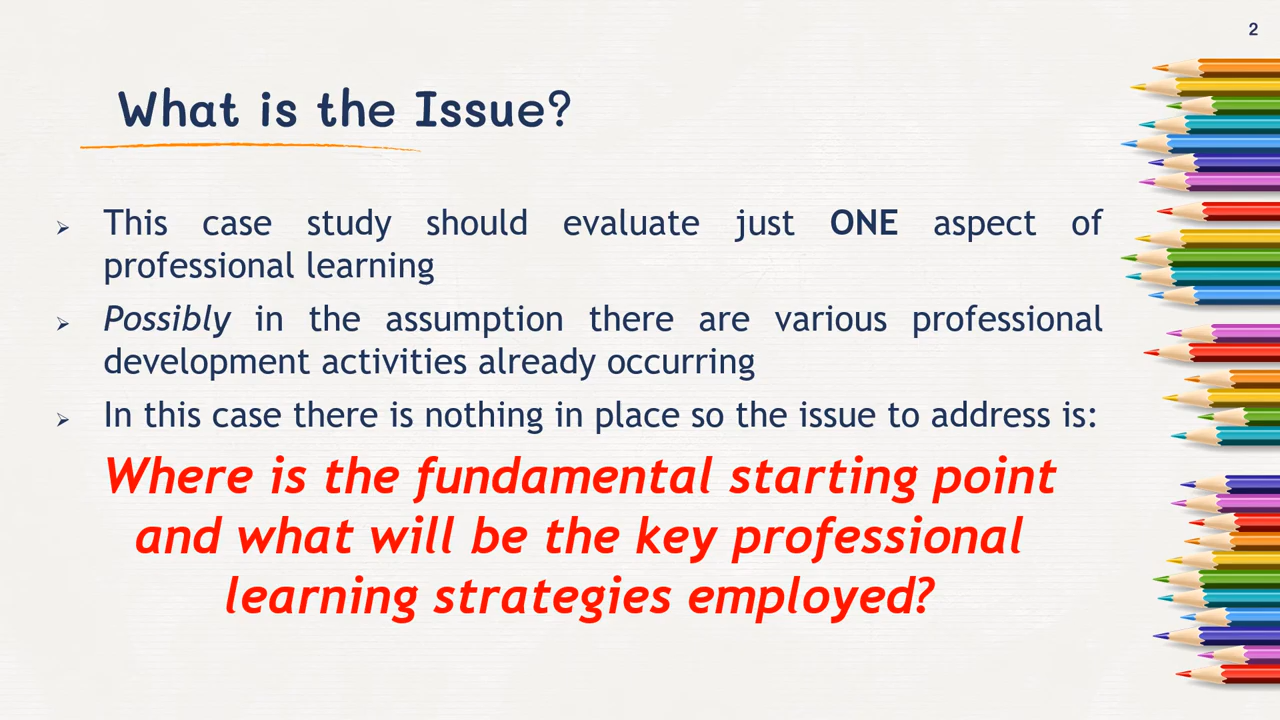 2
What is the Issue?
This case study should evaluate just ONE aspect of
professional learning
Possibly in the assumption there are various professional
development activities already occurring
In this case there is nothing in place so the issue to address is:
Where is the fundamental starting point
and what will be the key professional
learning strategies employed?